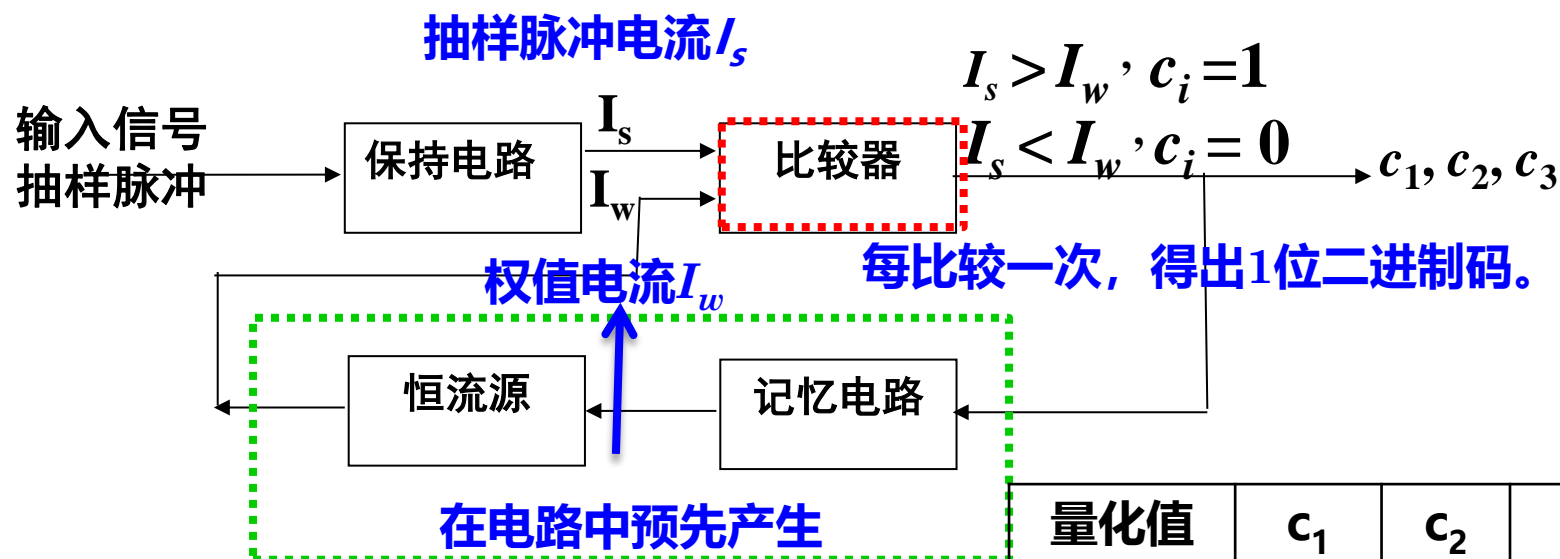 抽样脉冲电流Is
Is > Iw，ci = 1
Is < Iw，ci = 0
输入信号
抽样脉冲
保持电路
Is
Iw
比较器
c1, c2, c3
权值电流Iw
每比较一次，得出1位二进制码。
恒流源
记忆电路
在电路中预先产生
量化值 c1 c2